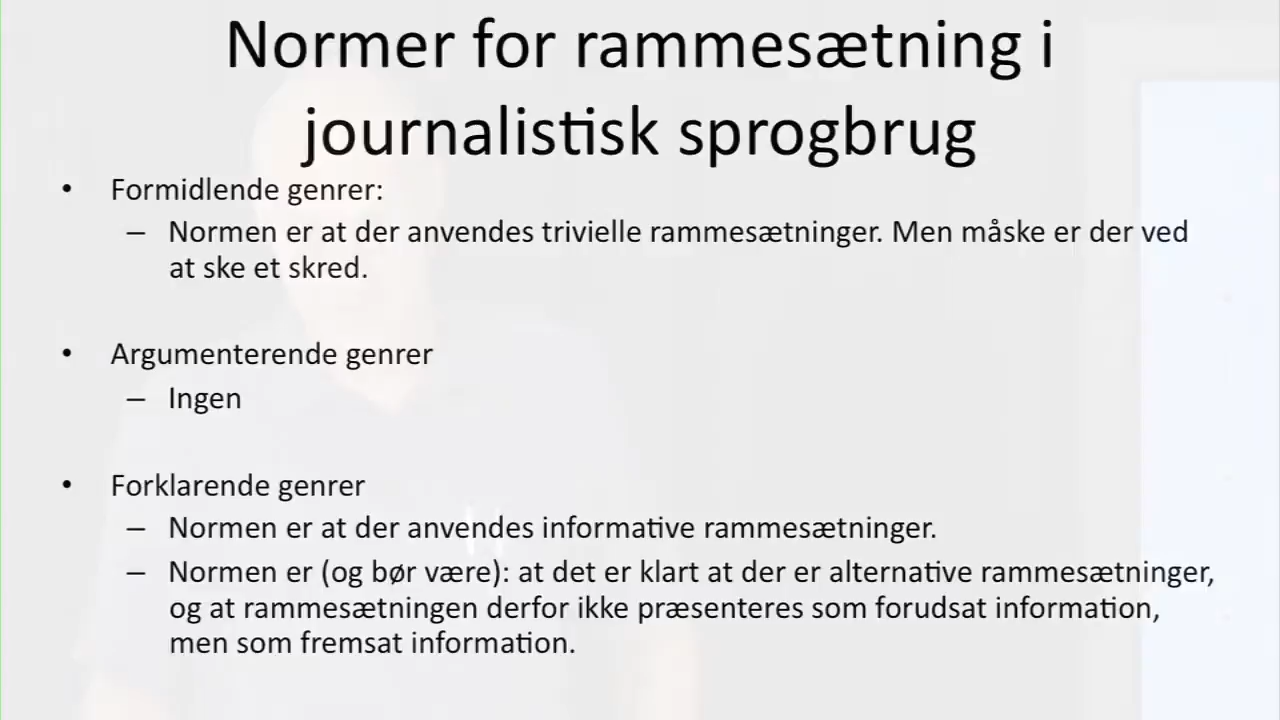 Normer for rammesætning i
journalistisk sprogbrug
• Formidlende genrer:
– Normen er at der anvendes trivielle rammesætninger. Men måske er der ved
at ske et skred.
• Argumenterende genrer
– Ingen
• Forklarende genrer
– Normen er at der anvendes informative rammesætninger.
– Normen er (og bør være): at det er klart at der er alternative rammesætninger,
og at rammesætningen derfor ikke præsenteres som forudsat information,
men som fremsat information.